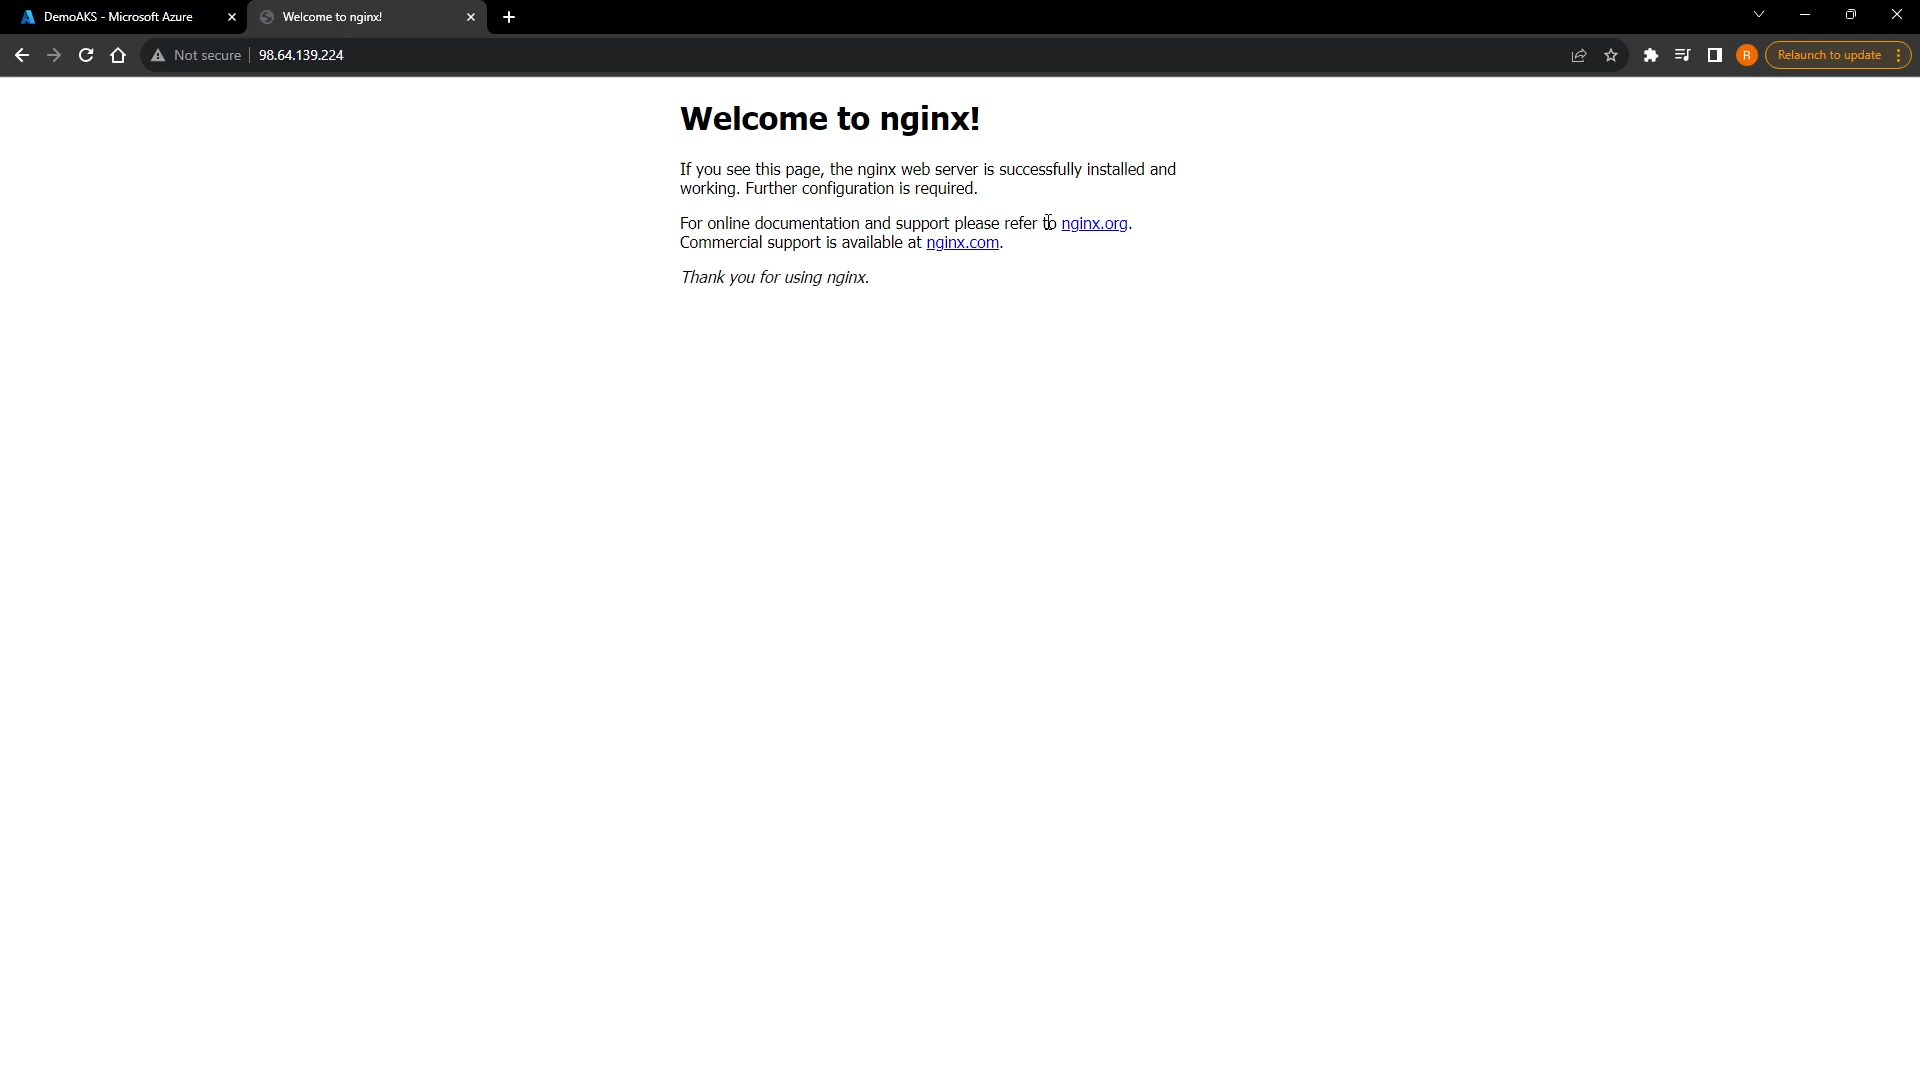 DemoAKS - Microsoft Azure
Welcome to nginx!
Not secure
98.64.139.224
R
Relaunch to update
Welcome to nginx!
If you see this page, the nginx web server is successfully installed and
working. Further configuration is required.
For online documentation and support please refer to nginx.org.
Commercial support is available at nginx.com.
Thank you for using nginx.